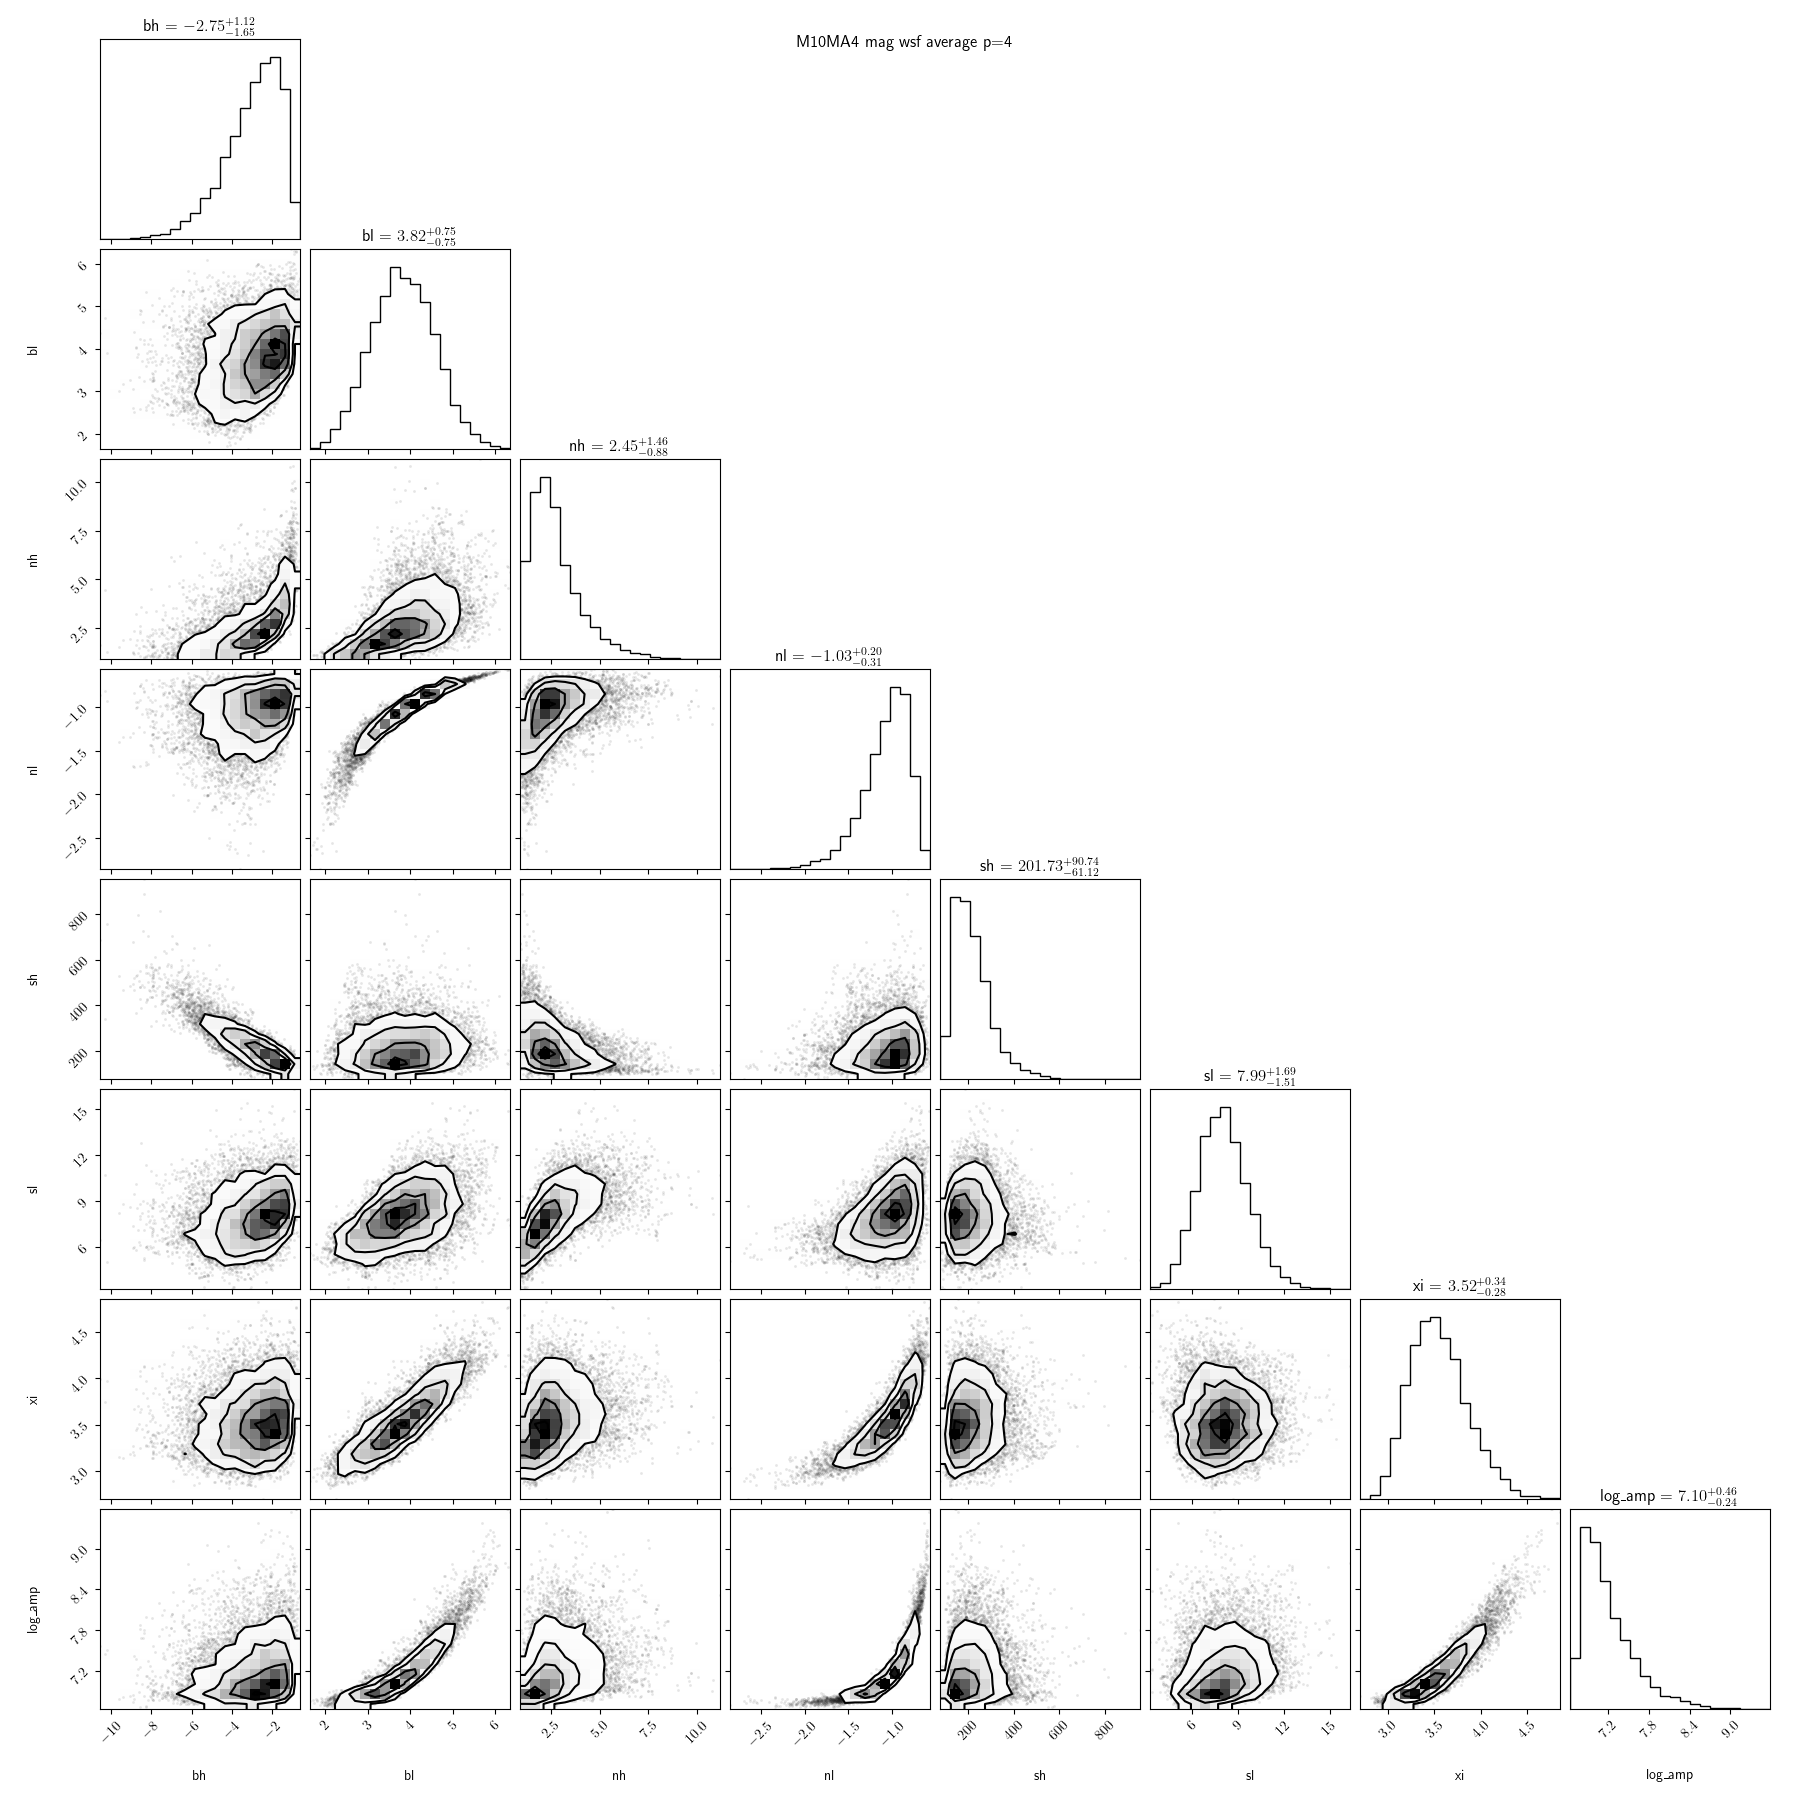 M10MA4 mag wsf average p=4
bh = −2.75+1.12 −1.65
bl = 3.82+0.75 −0.75
nh = 2.45+1.46 −0.88
nl = −1.03+0.20 −0.31
sh = 201.73+90.74 −61.12
sl = 7.99+1.69 −1.51
xi = 3.52+0.34 −0.28
log_amp = 7.10+0.46 −0.24
bl
6
5
4
3
2
nh
10.0
7.5
5.0
2.5
nl
−1.0
−1.5
−2.0
−2.5
sh
800
600
400
200
sl
15
12
9
6
xi
4.5
4.0
3.5
3.0
log_amp
9.0
8.4
7.8
7.2
−10 −8 −6 −4 −2 2 3 4 5 6 2.5 5.0 7.5 10.0 −2.5 −2.0 −1.5 −1.0 200 400 600 800 6 9 12 15 3.0 3.5 4.0 4.5 7.2 7.8 8.4 9.0
bh bl nh nl sh sl xi log_amp